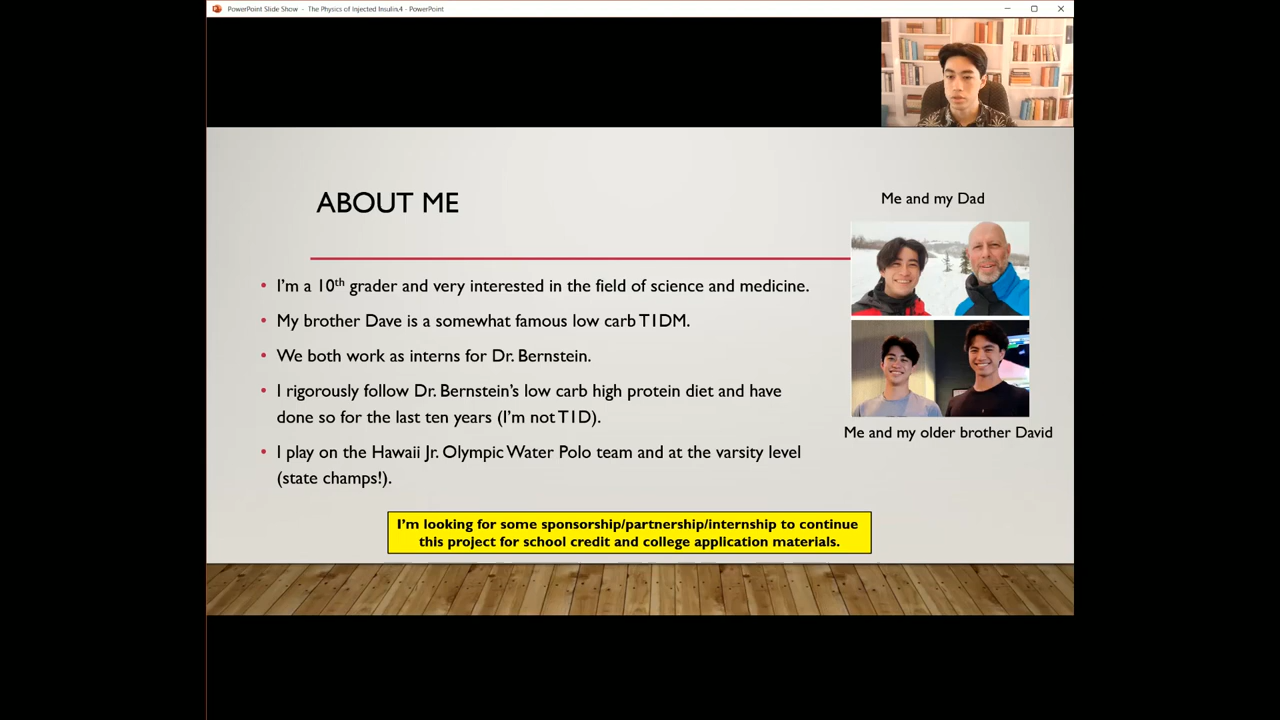 PowerPoint Slide Show - The Physics of Injected Insulin,4 - PowerPoint
ABOUT ME
• I'm a 10th grader and very interested in the field of science and medicine.
• My brother Dave is a somewhat famous low carb T1DM.
• We both work as interns for Dr. Bernstein.
• I rigorously follow Dr. Bernstein's low carb high protein diet and have
done so for the last ten years (I'm not T1D).
• I play on the Hawaii Jr. Olympic Water Polo team and at the varsity level
(state champs!).
Me and my Dad
Me and my older brother David
I'm looking for some sponsorship/partnership/internship to continue
this project for school credit and college application materials.